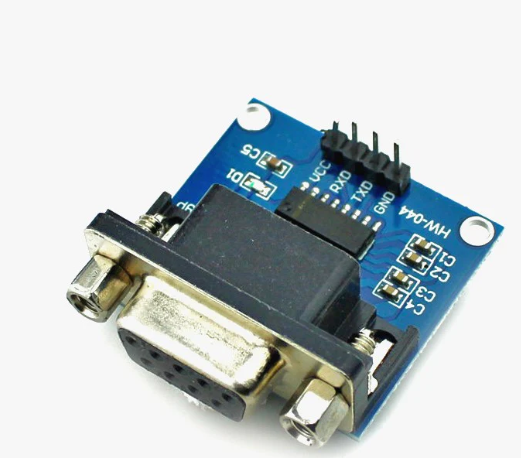 C5
D1
VCC
RXD
TXD
GND
HW-044
C1
C2
C3
C4